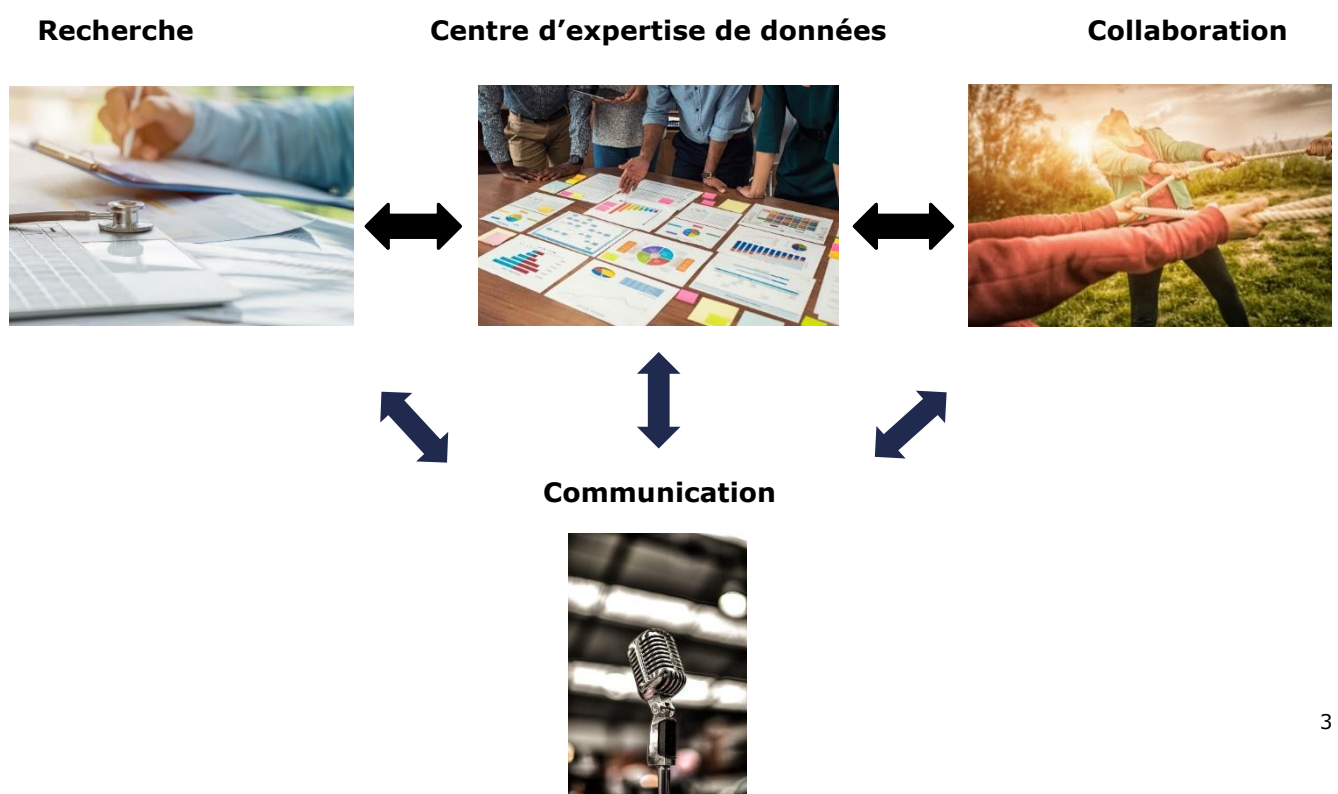 Recherche
Centre d’expertise de données
Collaboration
Communication
3